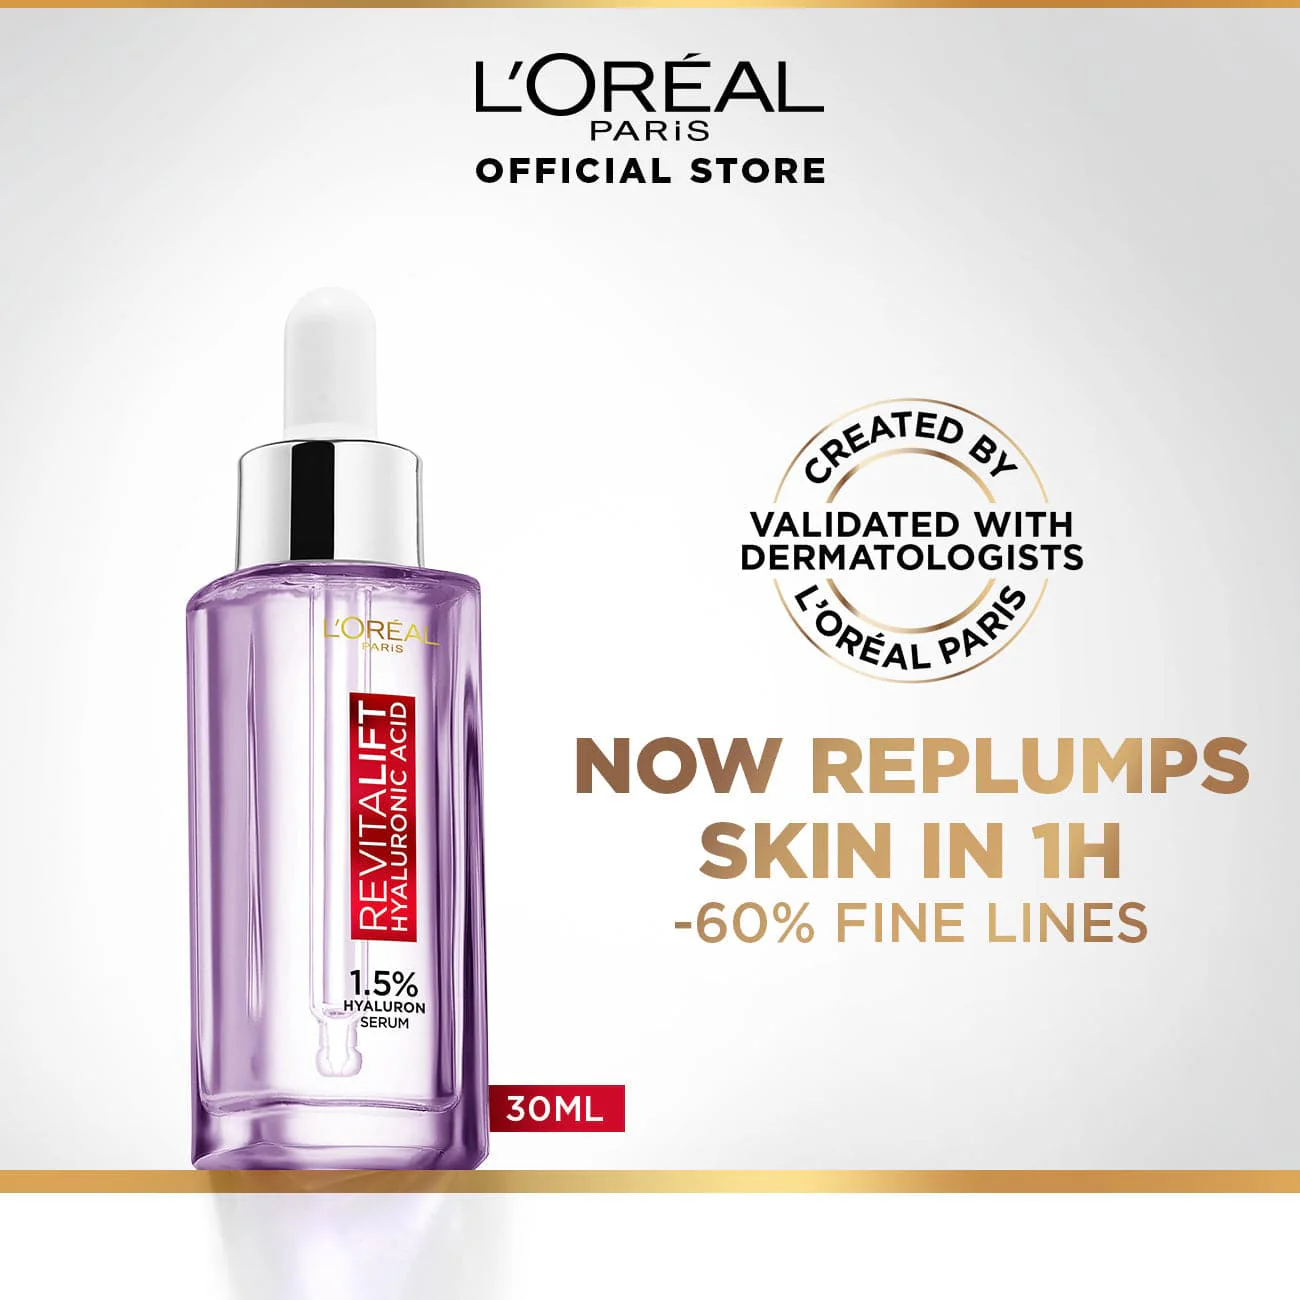 L'ORÉAL
PARiS
OFFICIAL STORE
CREATED BY
VALIDATED WITH
DERMATOLOGISTS
L'ORÉAL PARIS
NOW REPLUMPS
SKIN IN 1H
-60% FINE LINES
L'ORÉAL
PARiS
REVITALIFT
HYALURONIC ACID
1.5%
HYALURON
SERUM
30ML